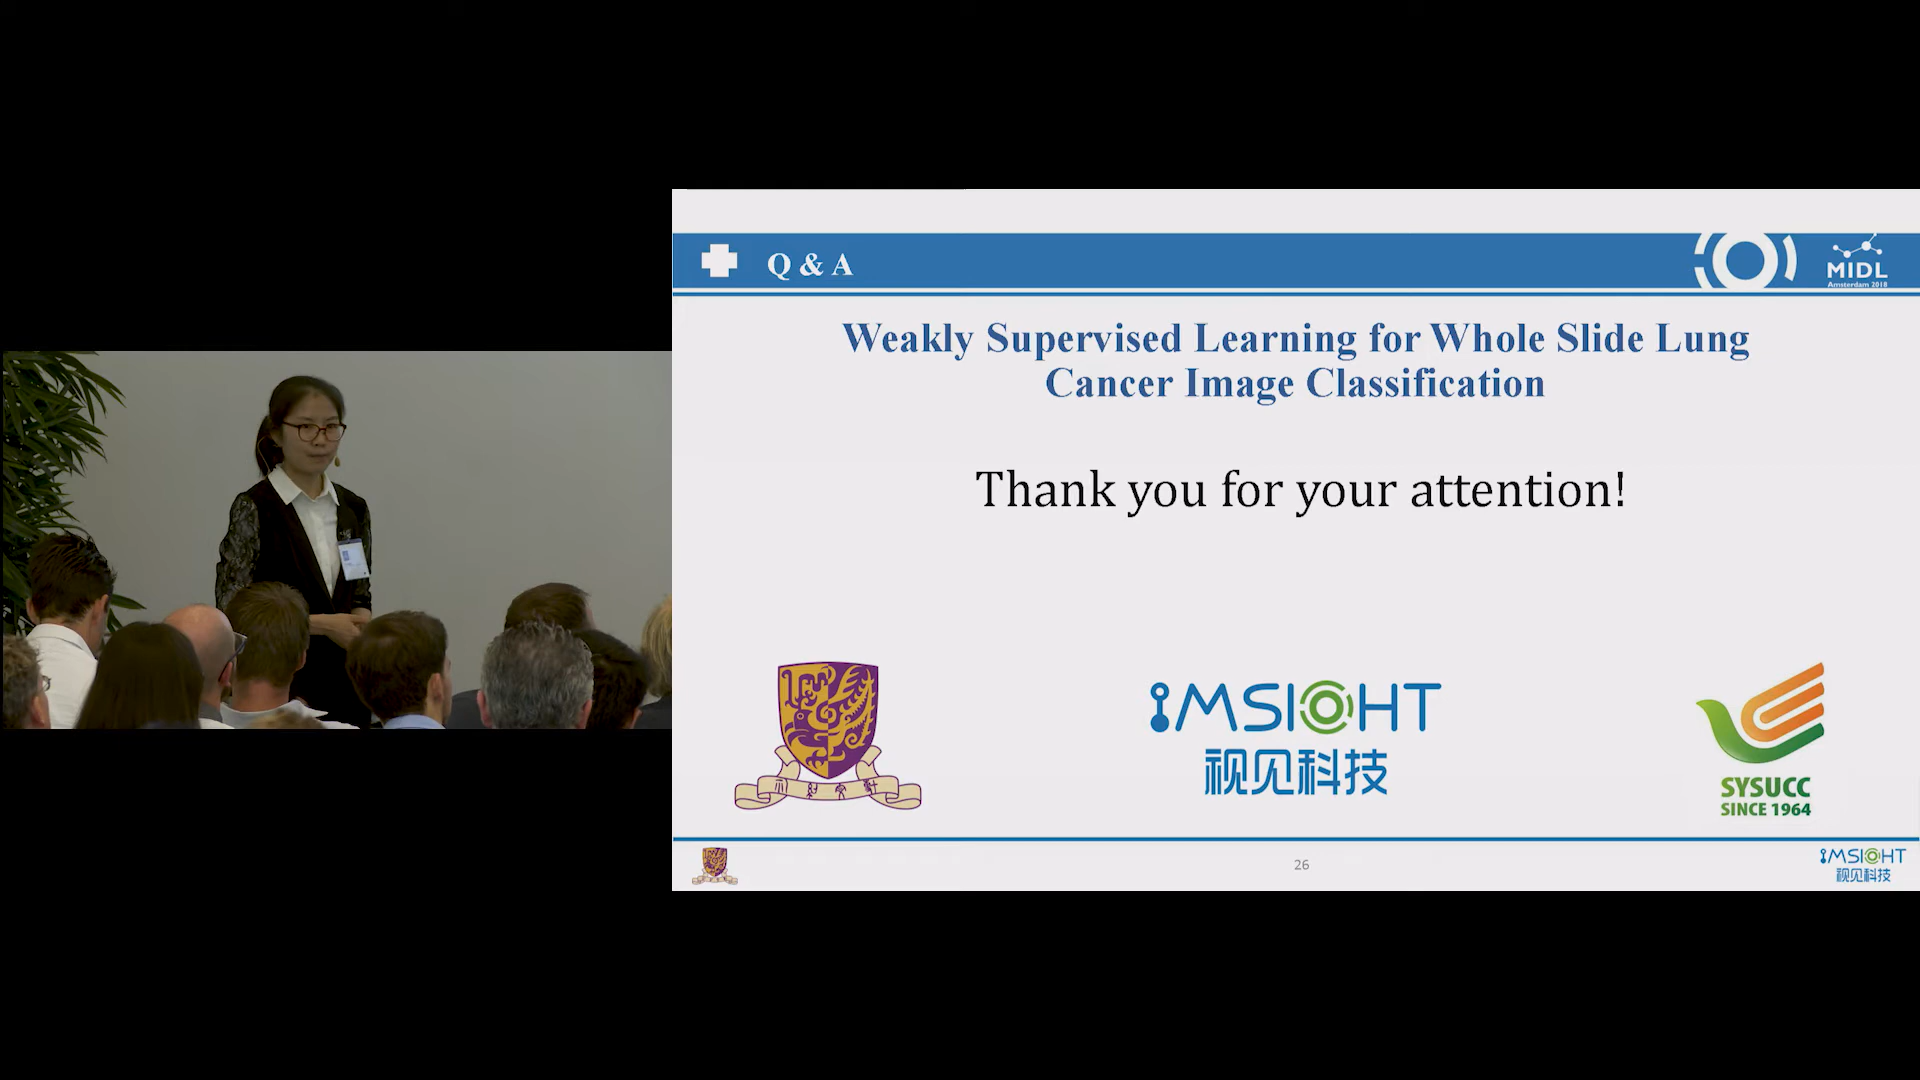 Q & A
MIDL
Amsterdam 2018
Weakly Supervised Learning for Whole Slide Lung
Cancer Image Classification
Thank you for your attention!
IMSIGHT
视见科技
SYSUCC
SINCE 1964
26
IMSIGHT
视见科技